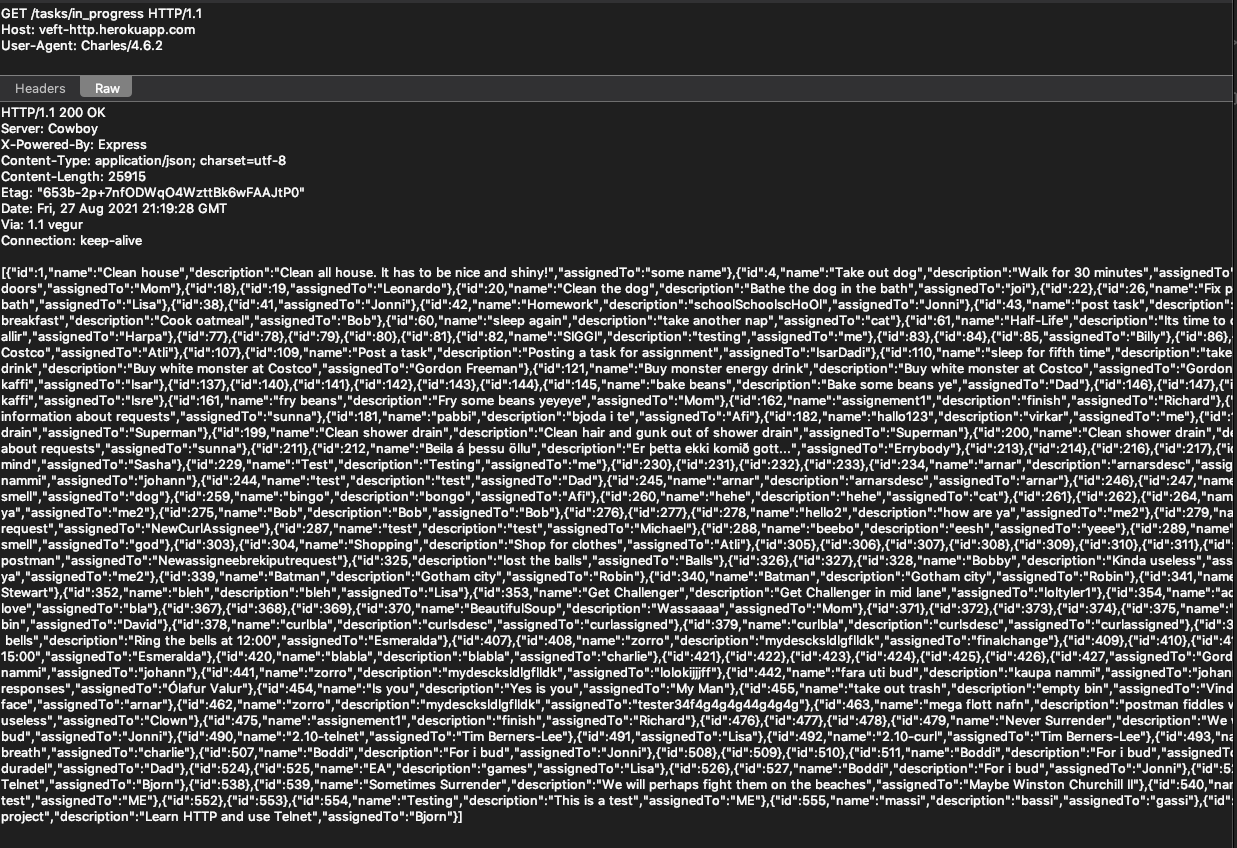 GET /tasks/in_progress HTTP/1.1
Host: veft-http.herokuapp.com
User-Agent: Charles/4.6.2
Headers Raw
HTTP/1.1 200 OK
Server: Cowboy
X-Powered-By: Express
Content-Type: application/json; charset=utf-8
Content-Length: 25915
Etag: "653b-2p+7nfODWqO4WzttBk6wFAAJtP0"
Date: Fri, 27 Aug 2021 21:19:28 GMT
Via: 1.1 vegur
Connection: keep-alive
[{"id":1,"name":"Clean house","description":"Clean all house. It has to be nice and shiny!","assignedTo":"some name"},{"id":4,"name":"Take out dog","description":"Walk for 30 minutes","assignedTo"
doors","assignedTo":"Mom"},{"id":18},{"id":19,"assignedTo":"Leonardo"},{"id":20,"name":"Clean the dog","description":"Bathe the dog in the bath","assignedTo":"joi"},{"id":22},{"id":26,"name":"Fix p
bath","assignedTo":"Lisa"},{"id":38},{"id":41,"assignedTo":"Jonni"},{"id":42,"name":"Homework","description":"schoolSchoolscHoOl","assignedTo":"Jonni"},{"id":43,"name":"post task","description":
breakfast","description":"Cook oatmeal","assignedTo":"Bob"},{"id":60,"name":"sleep again","description":"take another nap","assignedTo":"cat"},{"id":61,"name":"Half-Life","description":"Its time to
allir","assignedTo":"Harpa"},{"id":77},{"id":78},{"id":79},{"id":80},{"id":81},{"id":82,"name":"SIGGI","description":"testing","assignedTo":"me"},{"id":83},{"id":84},{"id":85,"assignedTo":"Billy"},{"id":86},
Costco","assignedTo":"Atli"},{"id":107},{"id":109,"name":"Post a task","description":"Posting a task for assignment","assignedTo":"IsarDadi"},{"id":110,"name":"sleep for fifth time","description":"take
drink","description":"Buy white monster at Costco","assignedTo":"Gordon Freeman"},{"id":121,"name":"Buy monster energy drink","description":"Buy white monster at Costco","assignedTo":"Gordon
kaffi","assignedTo":"Isar"},{"id":137},{"id":140},{"id":141},{"id":142},{"id":143},{"id":144},{"id":145,"name":"bake beans","description":"Bake some beans ye","assignedTo":"Dad"},{"id":146},{"id":147},{"i
kaffi","assignedTo":"Isre"},{"id":161,"name":"fry beans","description":"Fry some beans yeyeye","assignedTo":"Mom"},{"id":162,"name":"assignement1","description":"finish","assignedTo":"Richard"},{"
information about requests","assignedTo":"sunna"},{"id":181,"name":"pabbi","description":"bjoda i te","assignedTo":"Afi"},{"id":182,"name":"hallo123","description":"virkar","assignedTo":"me"},{"id":
drain","assignedTo":"Superman"},{"id":199,"name":"Clean shower drain","description":"Clean hair and gunk out of shower drain","assignedTo":"Superman"},{"id":200,"name":"Clean shower drain","de
about requests","assignedTo":"sunna"},{"id":211},{"id":212,"name":"Beila á þessu öllu","description":"Er þetta ekki komið gott...","assignedTo":"Errybody"},{"id":213},{"id":214},{"id":216},{"id":217},{"id
mind","assignedTo":"Sasha"},{"id":229,"name":"Test","description":"Testing","assignedTo":"me"},{"id":230},{"id":231},{"id":232},{"id":233},{"id":234,"name":"arnar","description":"arnarsdesc","assig
nammi","assignedTo":"johann"},{"id":244,"name":"test","description":"test","assignedTo":"Dad"},{"id":245,"name":"arnar","description":"arnarsdesc","assignedTo":"arnar"},{"id":246},{"id":247,"name
smell","assignedTo":"dog"},{"id":259,"name":"bingo","description":"bongo","assignedTo":"Afi"},{"id":260,"name":"hehe","description":"hehe","assignedTo":"cat"},{"id":261},{"id":262},{"id":264,"nam
ya","assignedTo":"me2"},{"id":275,"name":"Bob","description":"Bob","assignedTo":"Bob"},{"id":276},{"id":277},{"id":278,"name":"hello2","description":"how are ya","assignedTo":"me2"},{"id":279,"na
request","assignedTo":"NewCurlAssignee"},{"id":287,"name":"test","description":"test","assignedTo":"Michael"},{"id":288,"name":"beebo","description":"eesh","assignedTo":"yeee"},{"id":289,"name":"
smell","assignedTo":"god"},{"id":303},{"id":304,"name":"Shopping","description":"Shop for clothes","assignedTo":"Atli"},{"id":305},{"id":306},{"id":307},{"id":308},{"id":309},{"id":310},{"id":311},{"id":
postman","assignedTo":"Newassigneebrekiputrequest"},{"id":325,"description":"lost the balls","assignedTo":"Balls"},{"id":326},{"id":327},{"id":328,"name":"Bobby","description":"Kinda useless","ass
ya","assignedTo":"me2"},{"id":339,"name":"Batman","description":"Gotham city","assignedTo":"Robin"},{"id":340,"name":"Batman","description":"Gotham city","assignedTo":"Robin"},{"id":341,"name
Stewart"},{"id":352,"name":"bleh","description":"bleh","assignedTo":"Lisa"},{"id":353,"name":"Get Challenger","description":"Get Challenger in mid lane","assignedTo":"loltyler1"},{"id":354,"name":"ac
love","assignedTo":"bla"},{"id":367},{"id":368},{"id":369},{"id":370,"name":"BeautifulSoup","description":"Wassaaaa","assignedTo":"Mom"},{"id":371},{"id":372},{"id":373},{"id":374},{"id":375,"name":"
bin","assignedTo":"David"},{"id":378,"name":"curlbla","description":"curlsdesc","assignedTo":"curlassigned"},{"id":379,"name":"curlbla","description":"curlsdesc","assignedTo":"curlassigned"},{"id":3
bells","description":"Ring the bells at 12:00","assignedTo":"Esmeralda"},{"id":407},{"id":408,"name":"zorro","description":"mydescksldlgflldk","assignedTo":"finalchange"},{"id":409},{"id":410},{"id":4
15:00","assignedTo":"Esmeralda"},{"id":420,"name":"blabla","description":"blabla","assignedTo":"charlie"},{"id":421},{"id":422},{"id":423},{"id":424},{"id":425},{"id":426},{"id":427,"assignedTo":"Gord
nammi","assignedTo":"johann"},{"id":441,"name":"zorro","description":"mydescksldlgflldk","assignedTo":"lolokijjjjff"},{"id":442,"name":"fara uti bud","description":"kaupa nammi","assignedTo":"johan
responses","assignedTo":"Ólafur Valur"},{"id":454,"name":"Is you","description":"Yes is you","assignedTo":"My Man"},{"id":455,"name":"take out trash","description":"empty bin","assignedTo":"Vind
face","assignedTo":"arnar"},{"id":462,"name":"zorro","description":"mydescksldlgflldk","assignedTo":"tester34f4g4g4g44g4g4g"},{"id":463,"name":"mega flott nafn","description":"postman fiddles w
useless","assignedTo":"Clown"},{"id":475,"name":"assignement1","description":"finish","assignedTo":"Richard"},{"id":476},{"id":477},{"id":478},{"id":479,"name":"Never Surrender","description":"We
bud","assignedTo":"Jonni"},{"id":490,"name":"2.10-telnet","assignedTo":"Tim Berners-Lee"},{"id":491,"assignedTo":"Lisa"},{"id":492,"name":"2.10-curl","assignedTo":"Tim Berners-Lee"},{"id":493,"na
breath","assignedTo":"charlie"},{"id":507,"name":"Boddi","description":"For i bud","assignedTo":"Jonni"},{"id":508},{"id":509},{"id":510},{"id":511,"name":"Boddi","description":"For i bud","assignedTo
duradel","assignedTo":"Dad"},{"id":524},{"id":525,"name":"EA","description":"games","assignedTo":"Lisa"},{"id":526},{"id":527,"name":"Boddi","description":"For i bud","assignedTo":"Jonni"},{"id":5
Telnet","assignedTo":"Bjorn"},{"id":538},{"id":539,"name":"Sometimes Surrender","description":"We will perhaps fight them on the beaches","assignedTo":"Maybe Winston Churchill II"},{"id":540,"nam
test","assignedTo":"ME"},{"id":552},{"id":553},{"id":554,"name":"Testing","description":"This is a test","assignedTo":"ME"},{"id":555,"name":"massi","description":"bassi","assignedTo":"gassi"},{"id":
project","description":"Learn HTTP and use Telnet","assignedTo":"Bjorn"}]